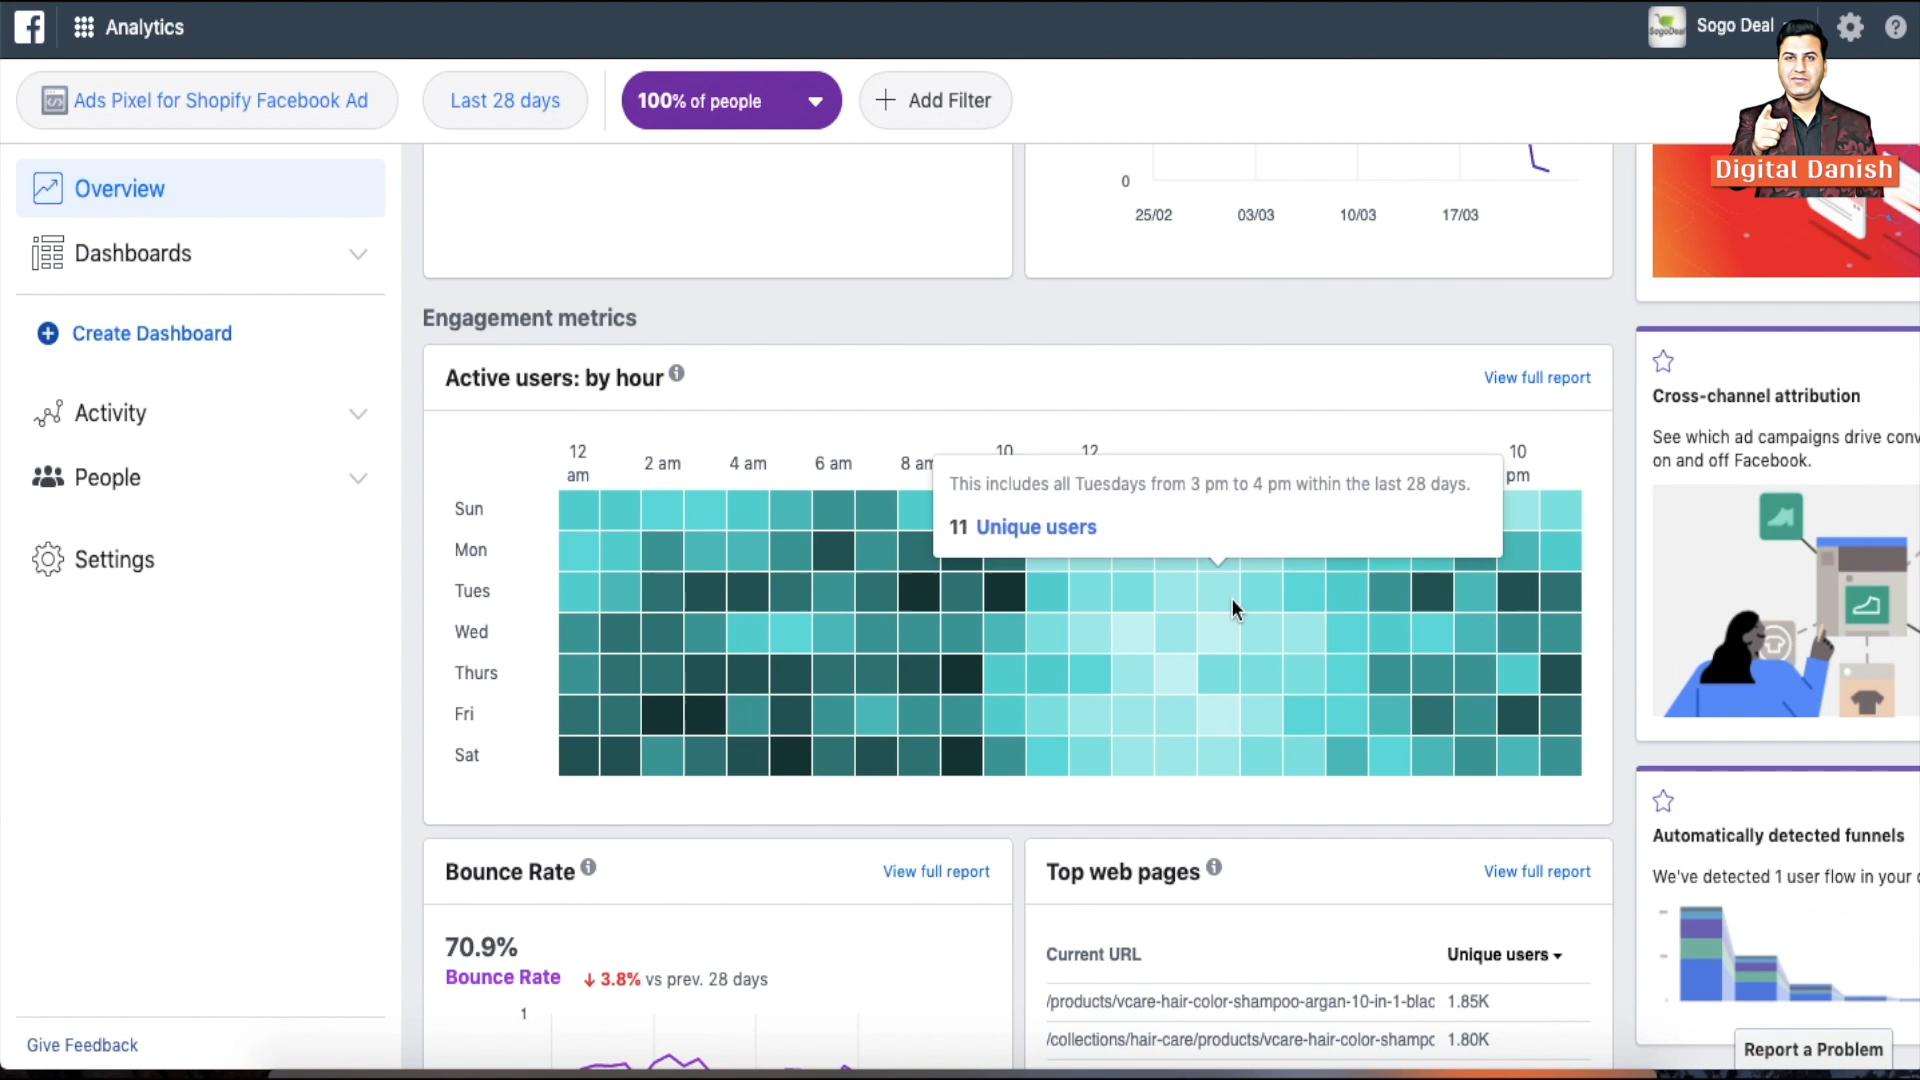 Analytics
Sogo Deal
SogoDeal
Ads Pixel for Shopify Facebook Ad
Last 28 days
100% of people
Add Filter
Digital Danish
Overview
Dashboards
Create Dashboard
Activity
People
Settings
Give Feedback
0
25/02 03/03 10/03 17/03
Engagement metrics
Active users: by hour
View full report
12 am 2 am 4 am 6 am 8 am 10 12 10 pm
This includes all Tuesdays from 3 pm to 4 pm within the last 28 days.
11 Unique users
Sun
Mon
Tues
Wed
Thurs
Fri
Sat
Bounce Rate
View full report
70.9%
Bounce Rate
3.8% vs prev. 28 days
1
Top web pages
View full report
Current URL Unique users
/products/vcare-hair-color-shampoo-argan-10-in-1-blac 1.85K
/collections/hair-care/products/vcare-hair-color-shampo 1.80K
Cross-channel attribution
See which ad campaigns drive conv
on and off Facebook.
Automatically detected funnels
We've detected 1 user flow in your
Report a Problem